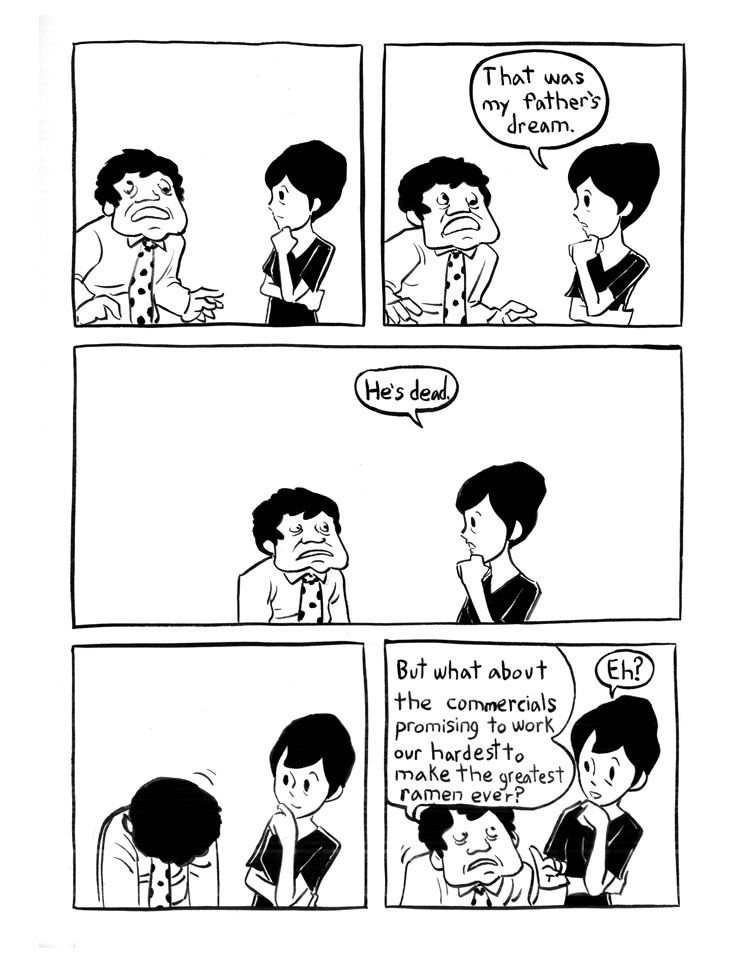 That was
my father's
dream.
He's dead.
But what about
the commercials
promising to work
our hardest to
make the greatest
ramen ever?
Eh?